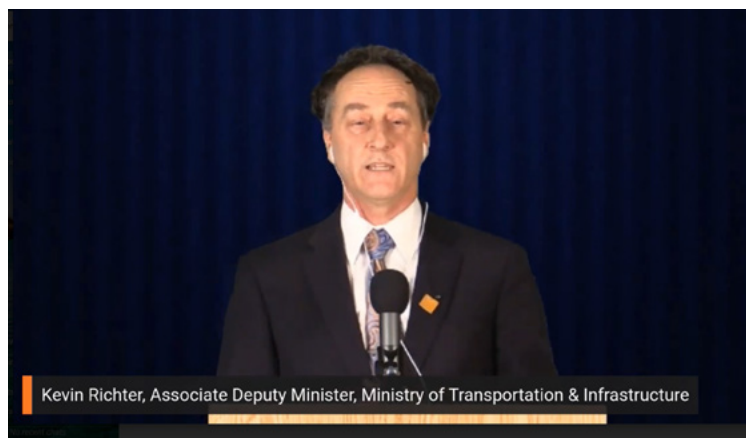 Kevin Richter, Associate Deputy Minister, Ministry of Transportation & Infrastructure